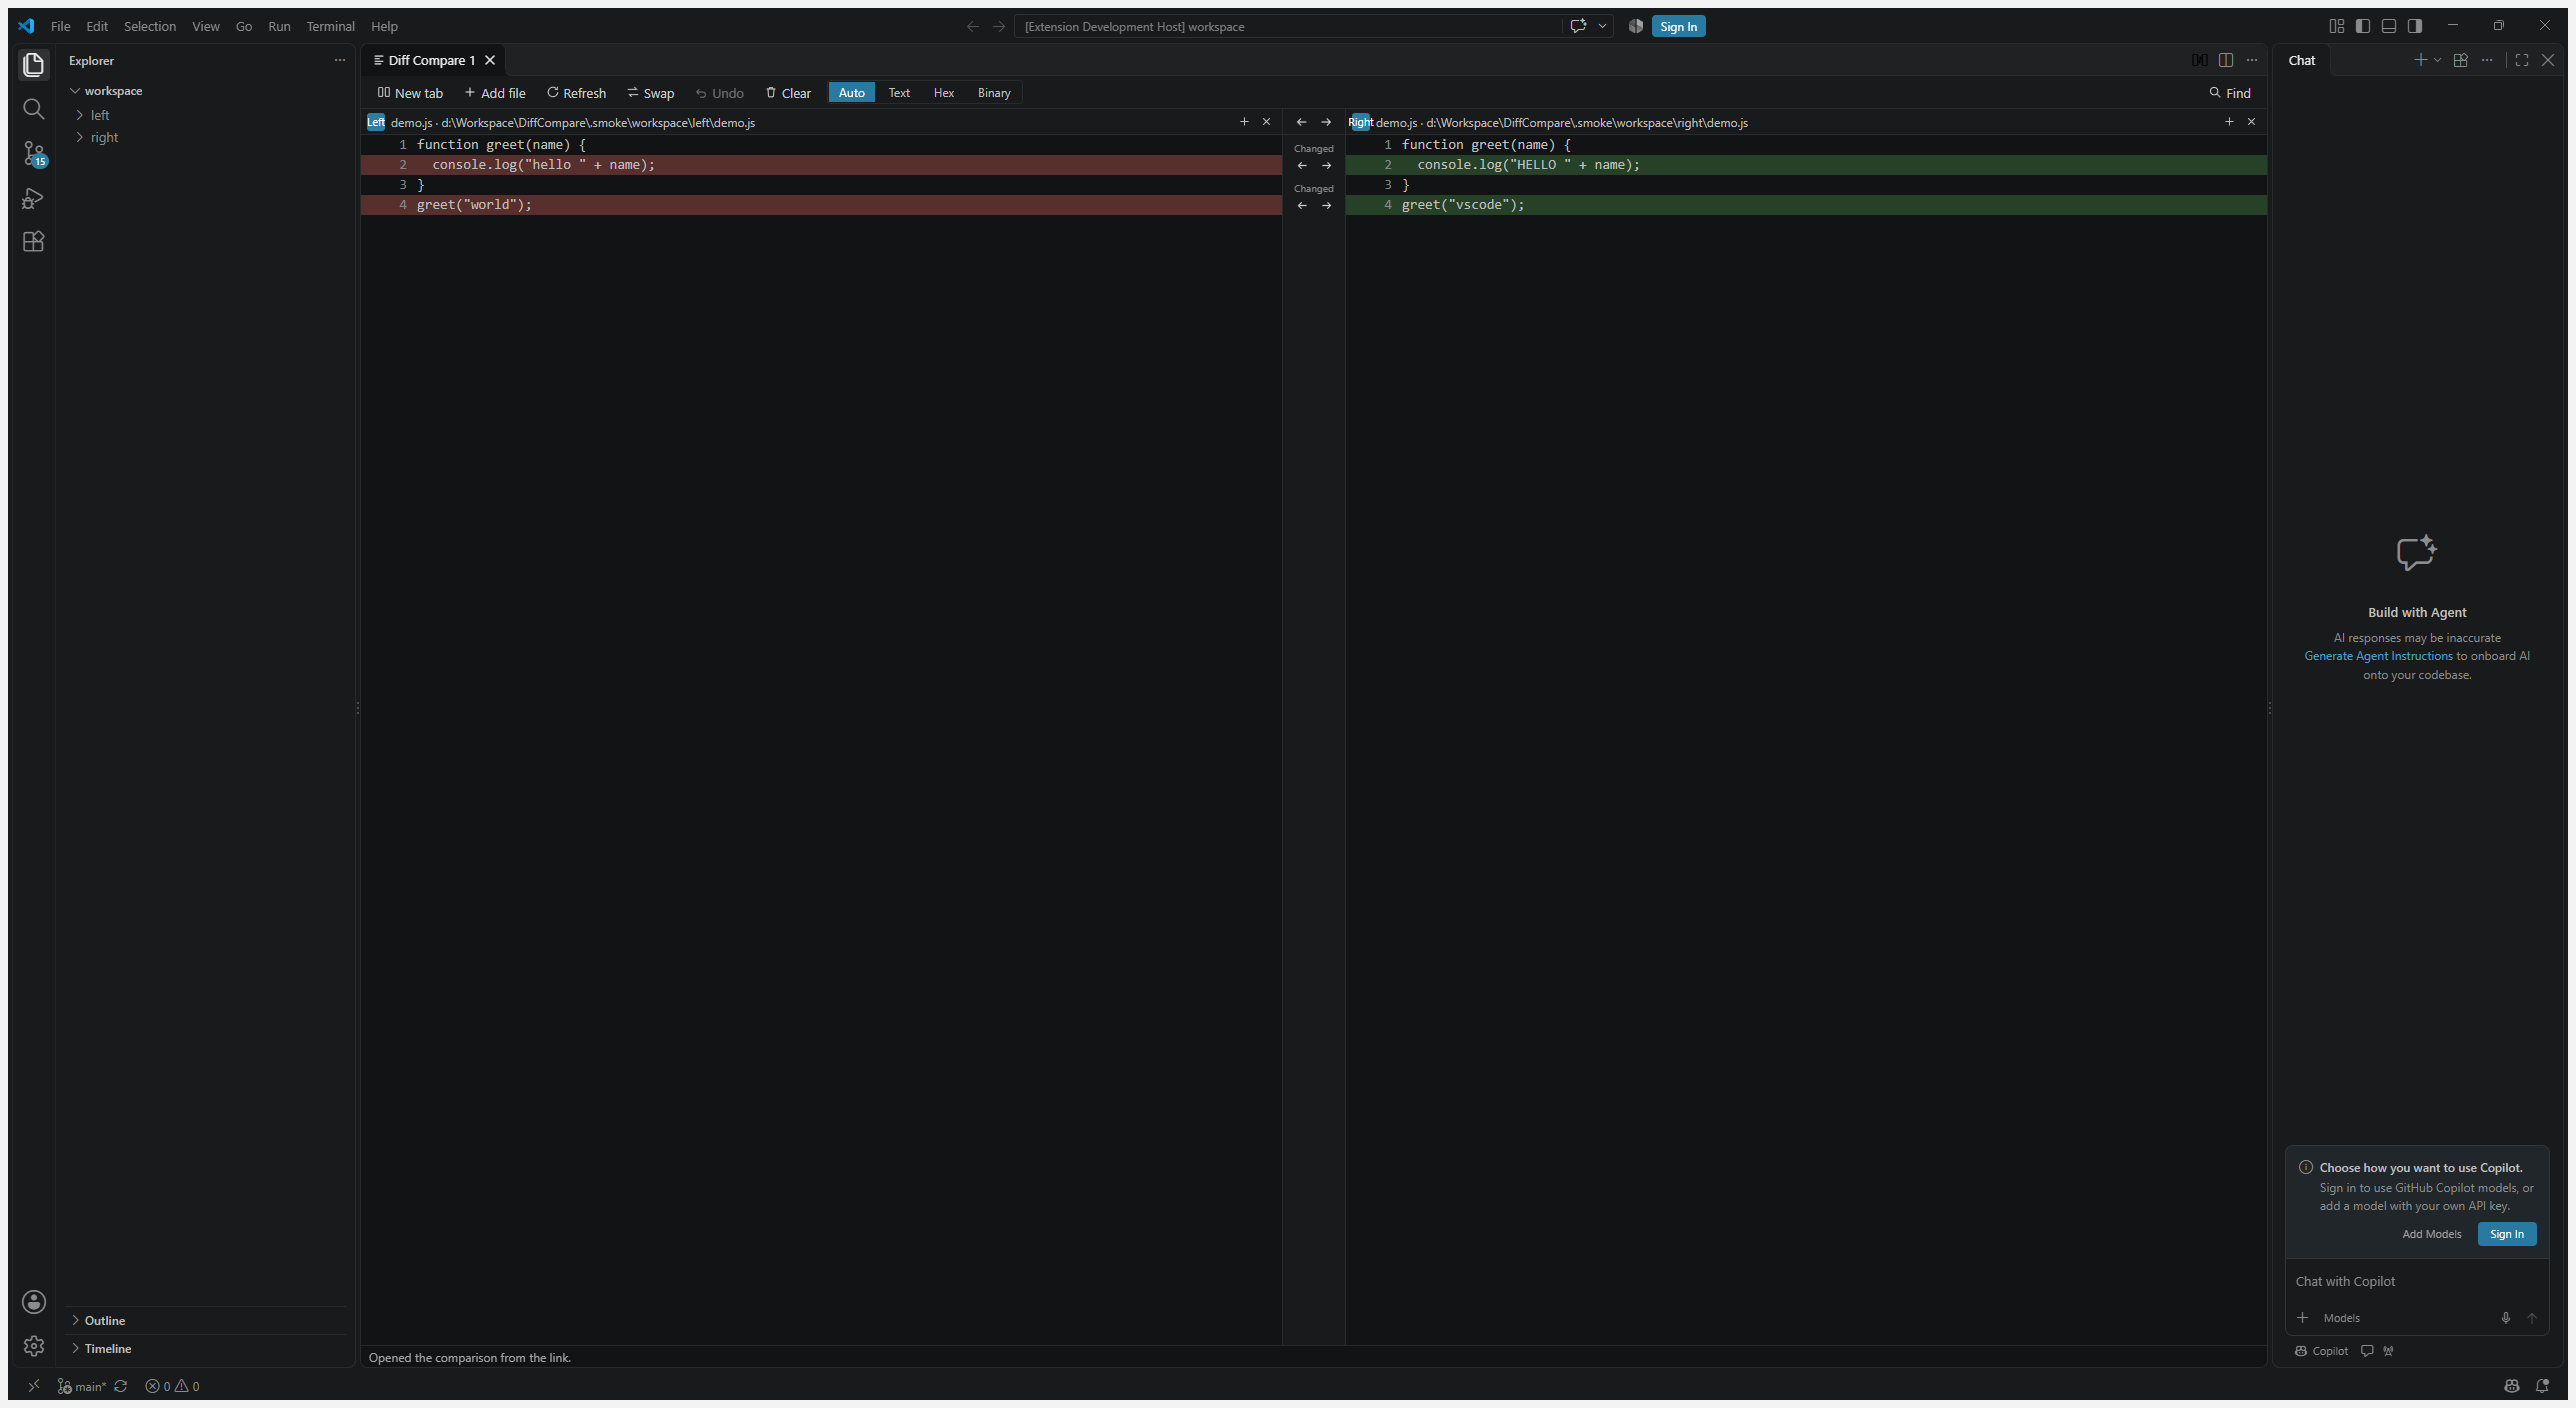 File Edit Selection View Go Run Terminal Help
[Extension Development Host] workspace
Sign In
Explorer
workspace
left
right
15
Outline
Timeline
Diff Compare 1
New tab Add file Refresh Swap Undo Clear Auto Text Hex Binary Find
Left demo.js · d:\Workspace\DiffCompare\.smoke\workspace\left\demo.js
1 function greet(name) {
2 console.log("hello " + name);
3 }
4 greet("world");
Changed
Changed
Right demo.js · d:\Workspace\DiffCompare\.smoke\workspace\right\demo.js
1 function greet(name) {
2 console.log("HELLO " + name);
3 }
4 greet("vscode");
Opened the comparison from the link.
Chat
Build with Agent
AI responses may be inaccurate
Generate Agent Instructions to onboard AI
onto your codebase.
Choose how you want to use Copilot.
Sign in to use GitHub Copilot models, or
add a model with your own API key.
Add Models Sign In
Chat with Copilot
Models
Copilot
main* 0 0